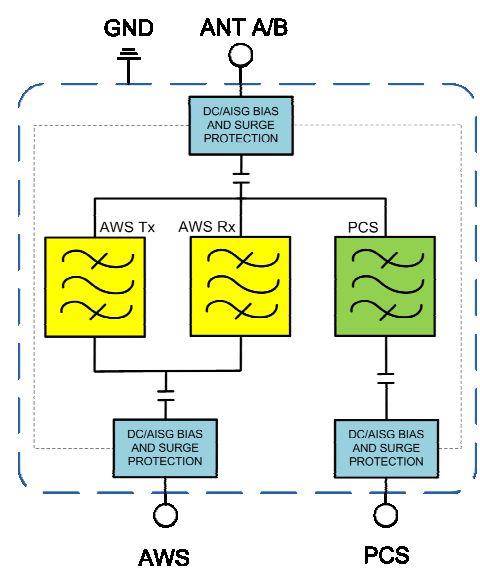 GND
ANT A/B
DC/AISG BIAS
AND SURGE
PROTECTION
AWS Tx
AWS Rx
PCS
DC/AISG BIAS
AND SURGE
PROTECTION
DC/AISG BIAS
AND SURGE
PROTECTION
AWS
PCS